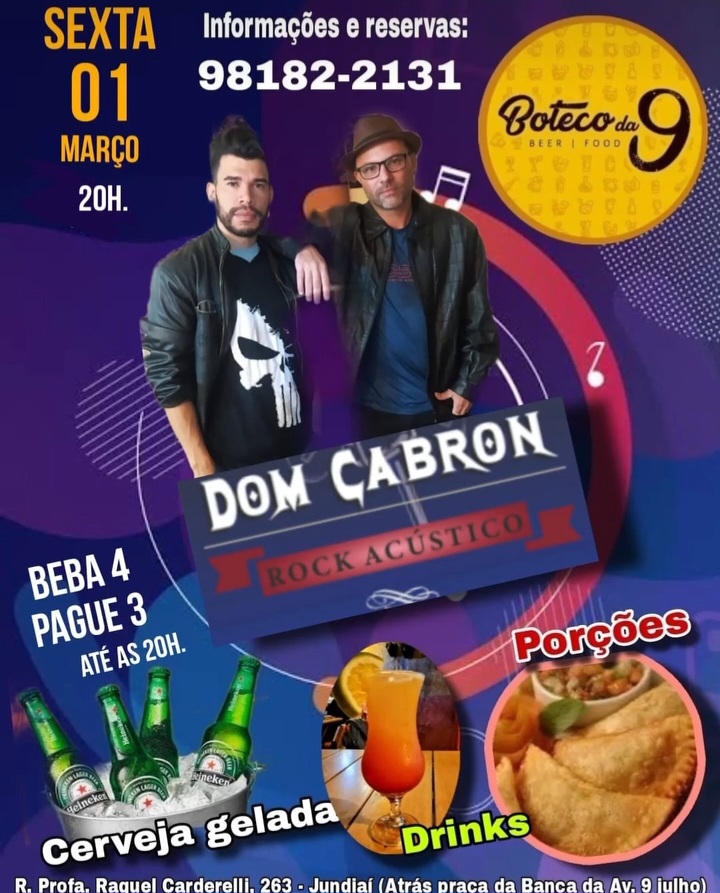 SEXTA
01
MARÇO
20H.
Informações e reservas:
98182-2131
Boteco da 9
BEER | FOOD
DOM CABRON
ROCK ACÚSTICO
BEBA 4
PAGUE 3
ATÉ AS 20H.
Porções
Heineken
Heineken
Cerveja gelada
Drinks
R. Profa. Raquel Carderelli, 263 - Jundiaí (Atrás praça da Banca da Av. 9 julho)